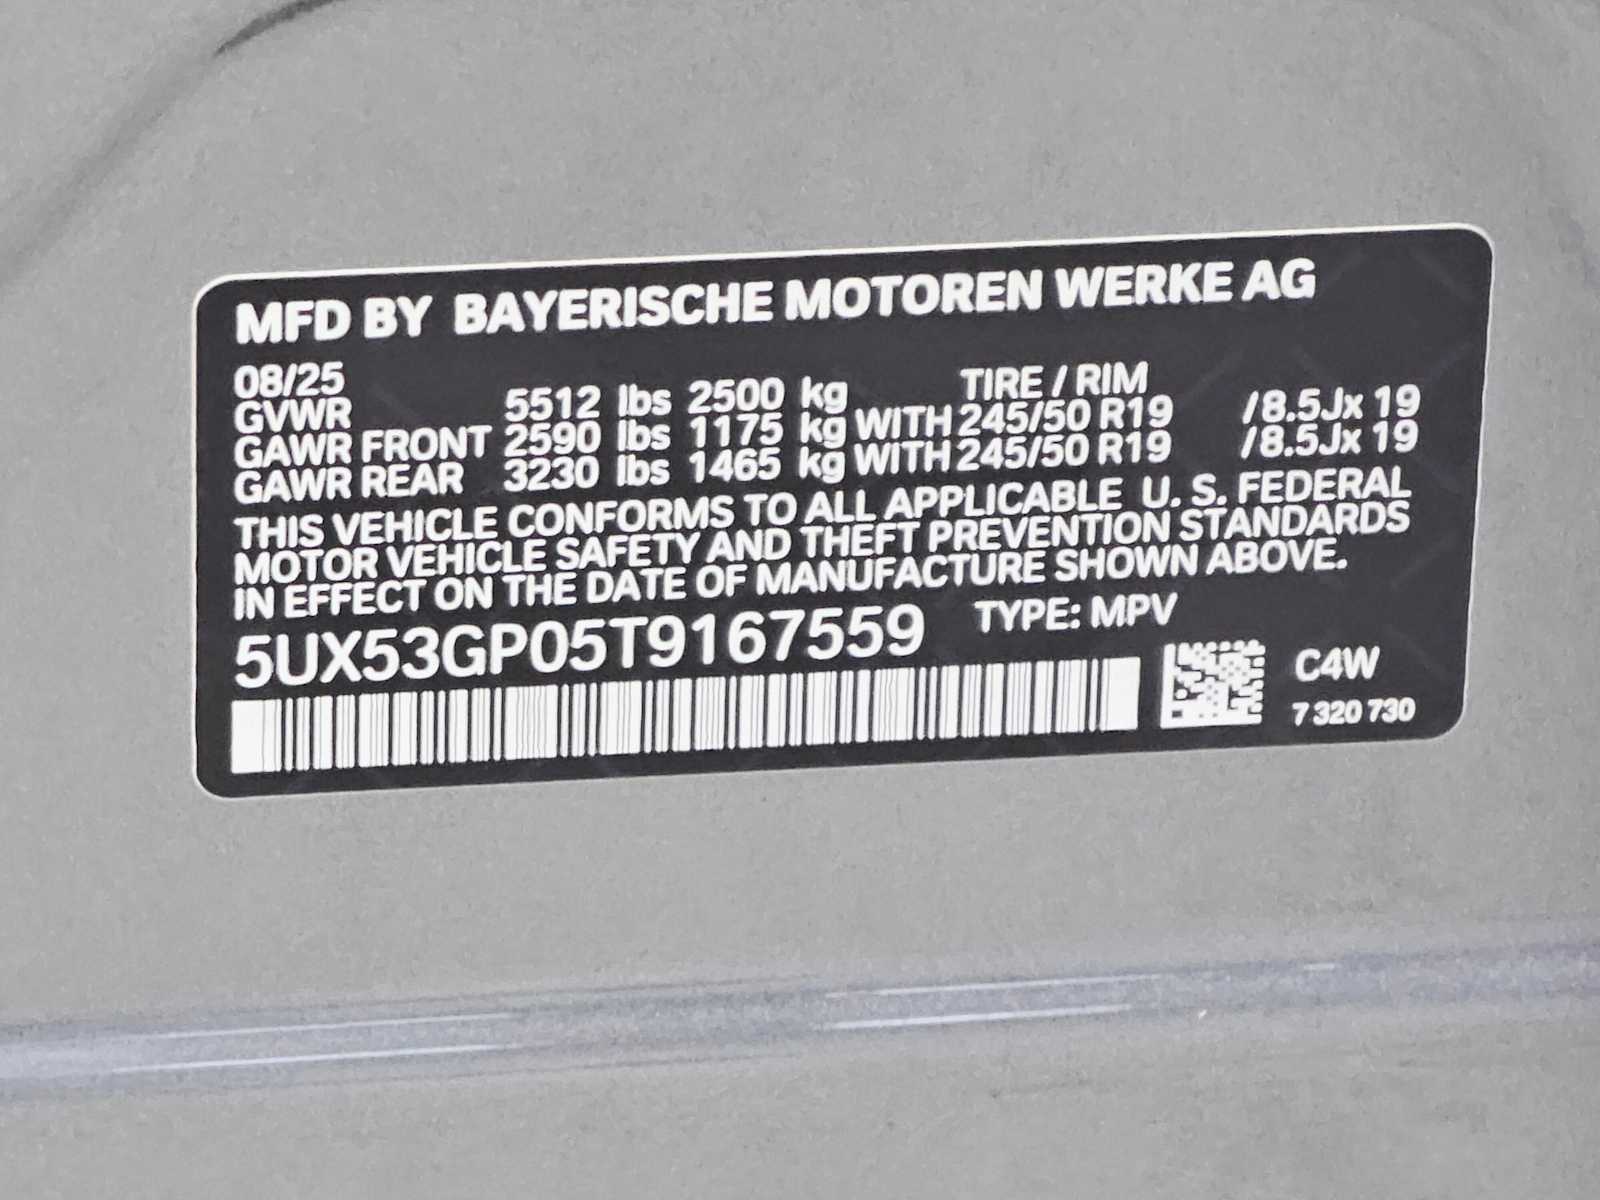 MFD BY BAYERISCHE MOTOREN WERKE AG
08/25 TIRE / RIM
GVWR 5512 lbs 2500 kg
GAWR FRONT 2590 lbs 1175 kg WITH 245/50 R19 /8.5Jx 19
GAWR REAR 3230 lbs 1465 kg WITH 245/50 R19 /8.5Jx 19
THIS VEHICLE CONFORMS TO ALL APPLICABLE U. S. FEDERAL
MOTOR VEHICLE SAFETY AND THEFT PREVENTION STANDARDS
IN EFFECT ON THE DATE OF MANUFACTURE SHOWN ABOVE.
5UX53GP05T9167559 TYPE: MPV
C4W
7 320 730